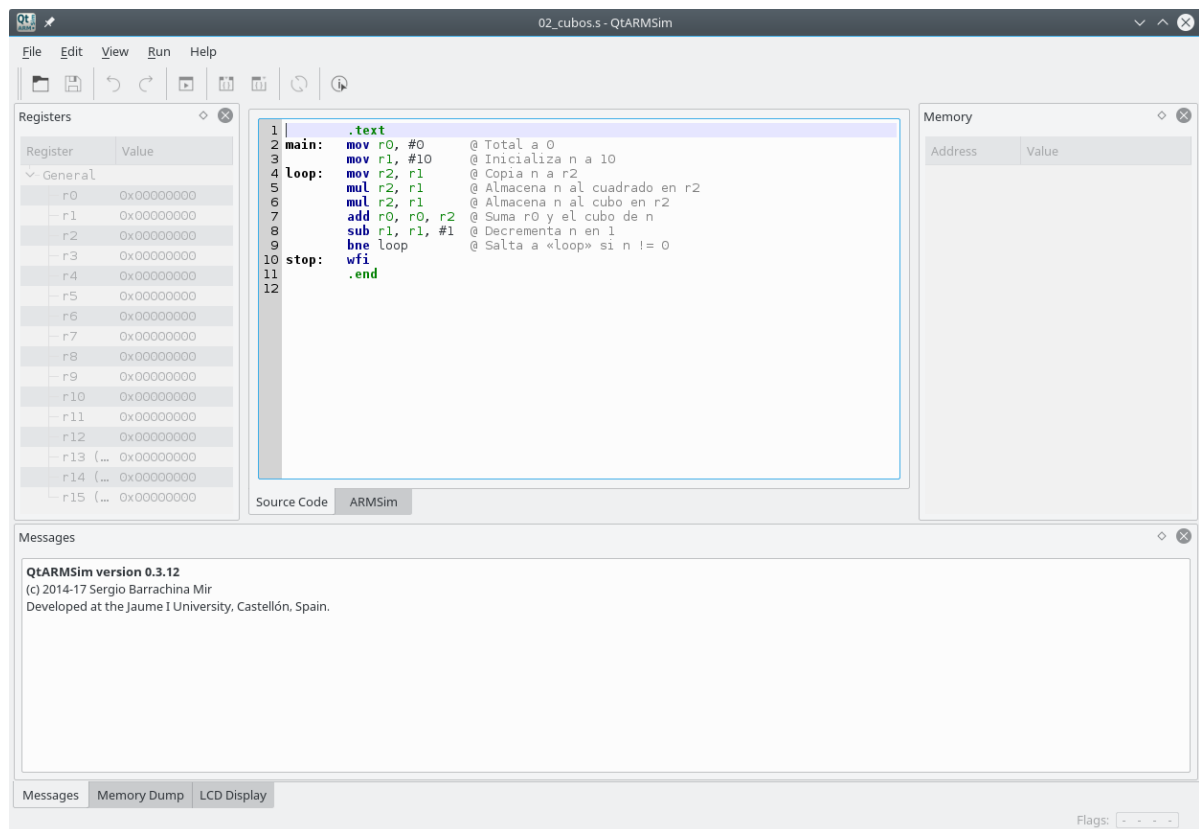 02_cubos.s - QtARMSim
File Edit View Run Help
Registers
Register Value
General
r0 0x00000000
r1 0x00000000
r2 0x00000000
r3 0x00000000
r4 0x00000000
r5 0x00000000
r6 0x00000000
r7 0x00000000
r8 0x00000000
r9 0x00000000
r10 0x00000000
r11 0x00000000
r12 0x00000000
r13 (... 0x00000000
r14 (... 0x00000000
r15 (... 0x00000000
1 .text
2 main: mov r0, #0 @ Total a 0
3 mov r1, #10 @ Inicializa n a 10
4 loop: mov r2, r1 @ Copia n a r2
5 mul r2, r1 @ Almacena n al cuadrado en r2
6 mul r2, r1 @ Almacena n al cubo en r2
7 add r0, r0, r2 @ Suma r0 y el cubo de n
8 sub r1, r1, #1 @ Decrementa n en 1
9 bne loop @ Salta a «loop» si n != 0
10 stop: wfi
11 .end
12
Source Code ARMSim
Memory
Address Value
Messages
QtARMSim version 0.3.12
(c) 2014-17 Sergio Barrachina Mir
Developed at the Jaume I University, Castellón, Spain.
Messages Memory Dump LCD Display
Flags: - - - -